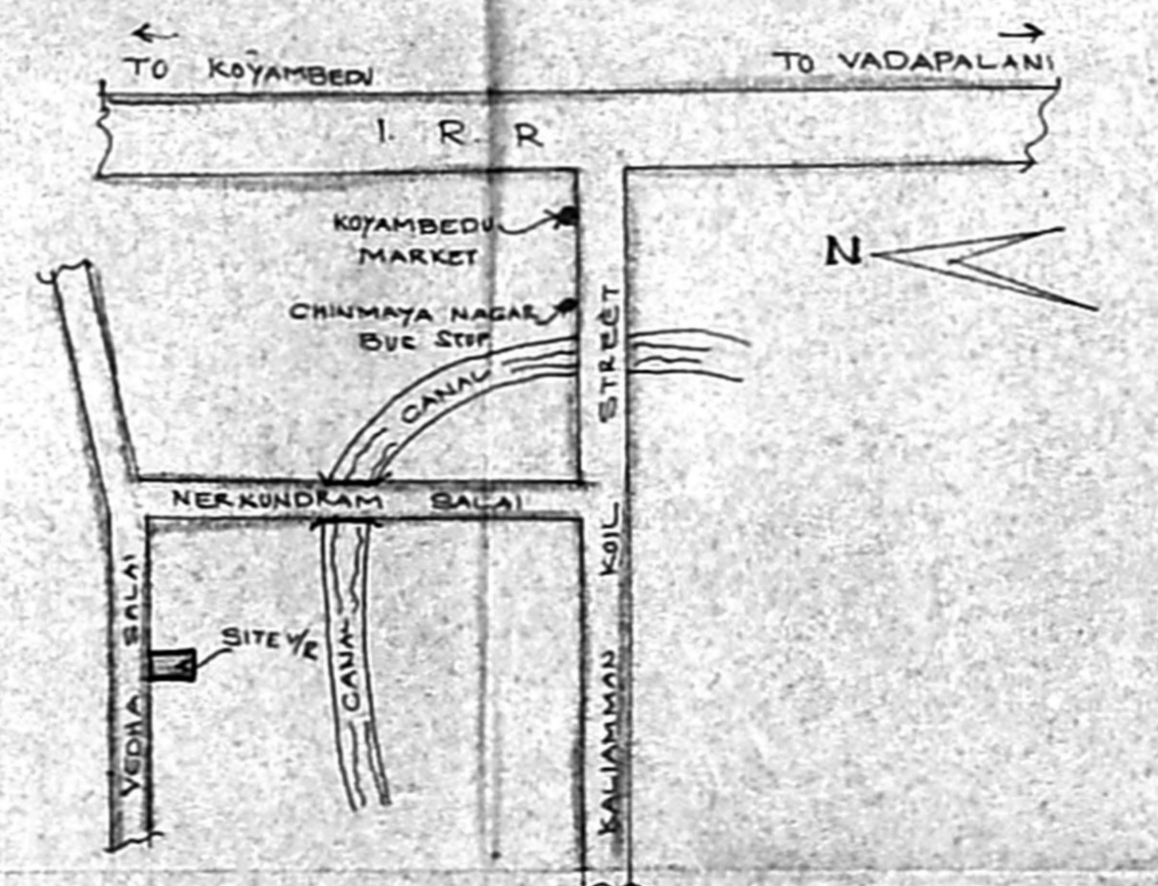 TO KOYAMBEDU
TO VADAPALANI
I. R. R
KOYAMBEDU
MARKET
N
CHINMAYA NAGAR
BUS STOP
CANAL
KALIAMMAN KOIL STREET
NERKUNDRAM SALAI
VEDHA SALAI
SITE U/R
CANAL